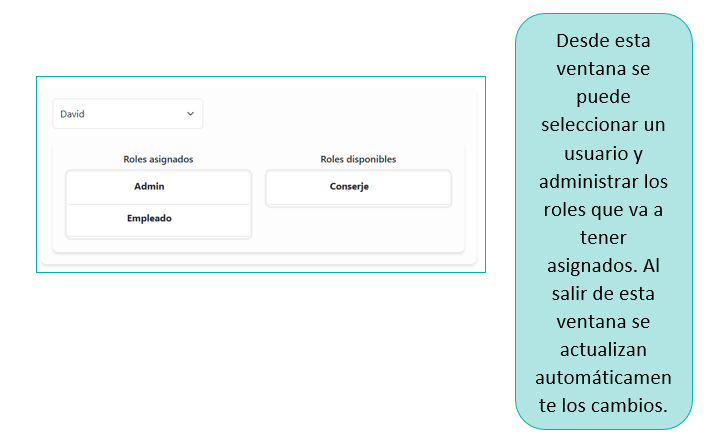 David
Roles asignados
Admin
Empleado
Roles disponibles
Conserje
Desde esta
ventana se
puede
seleccionar un
usuario y
administrar los
roles que va a
tener
asignados. Al
salir de esta
ventana se
actualizan
automáticamen
te los cambios.